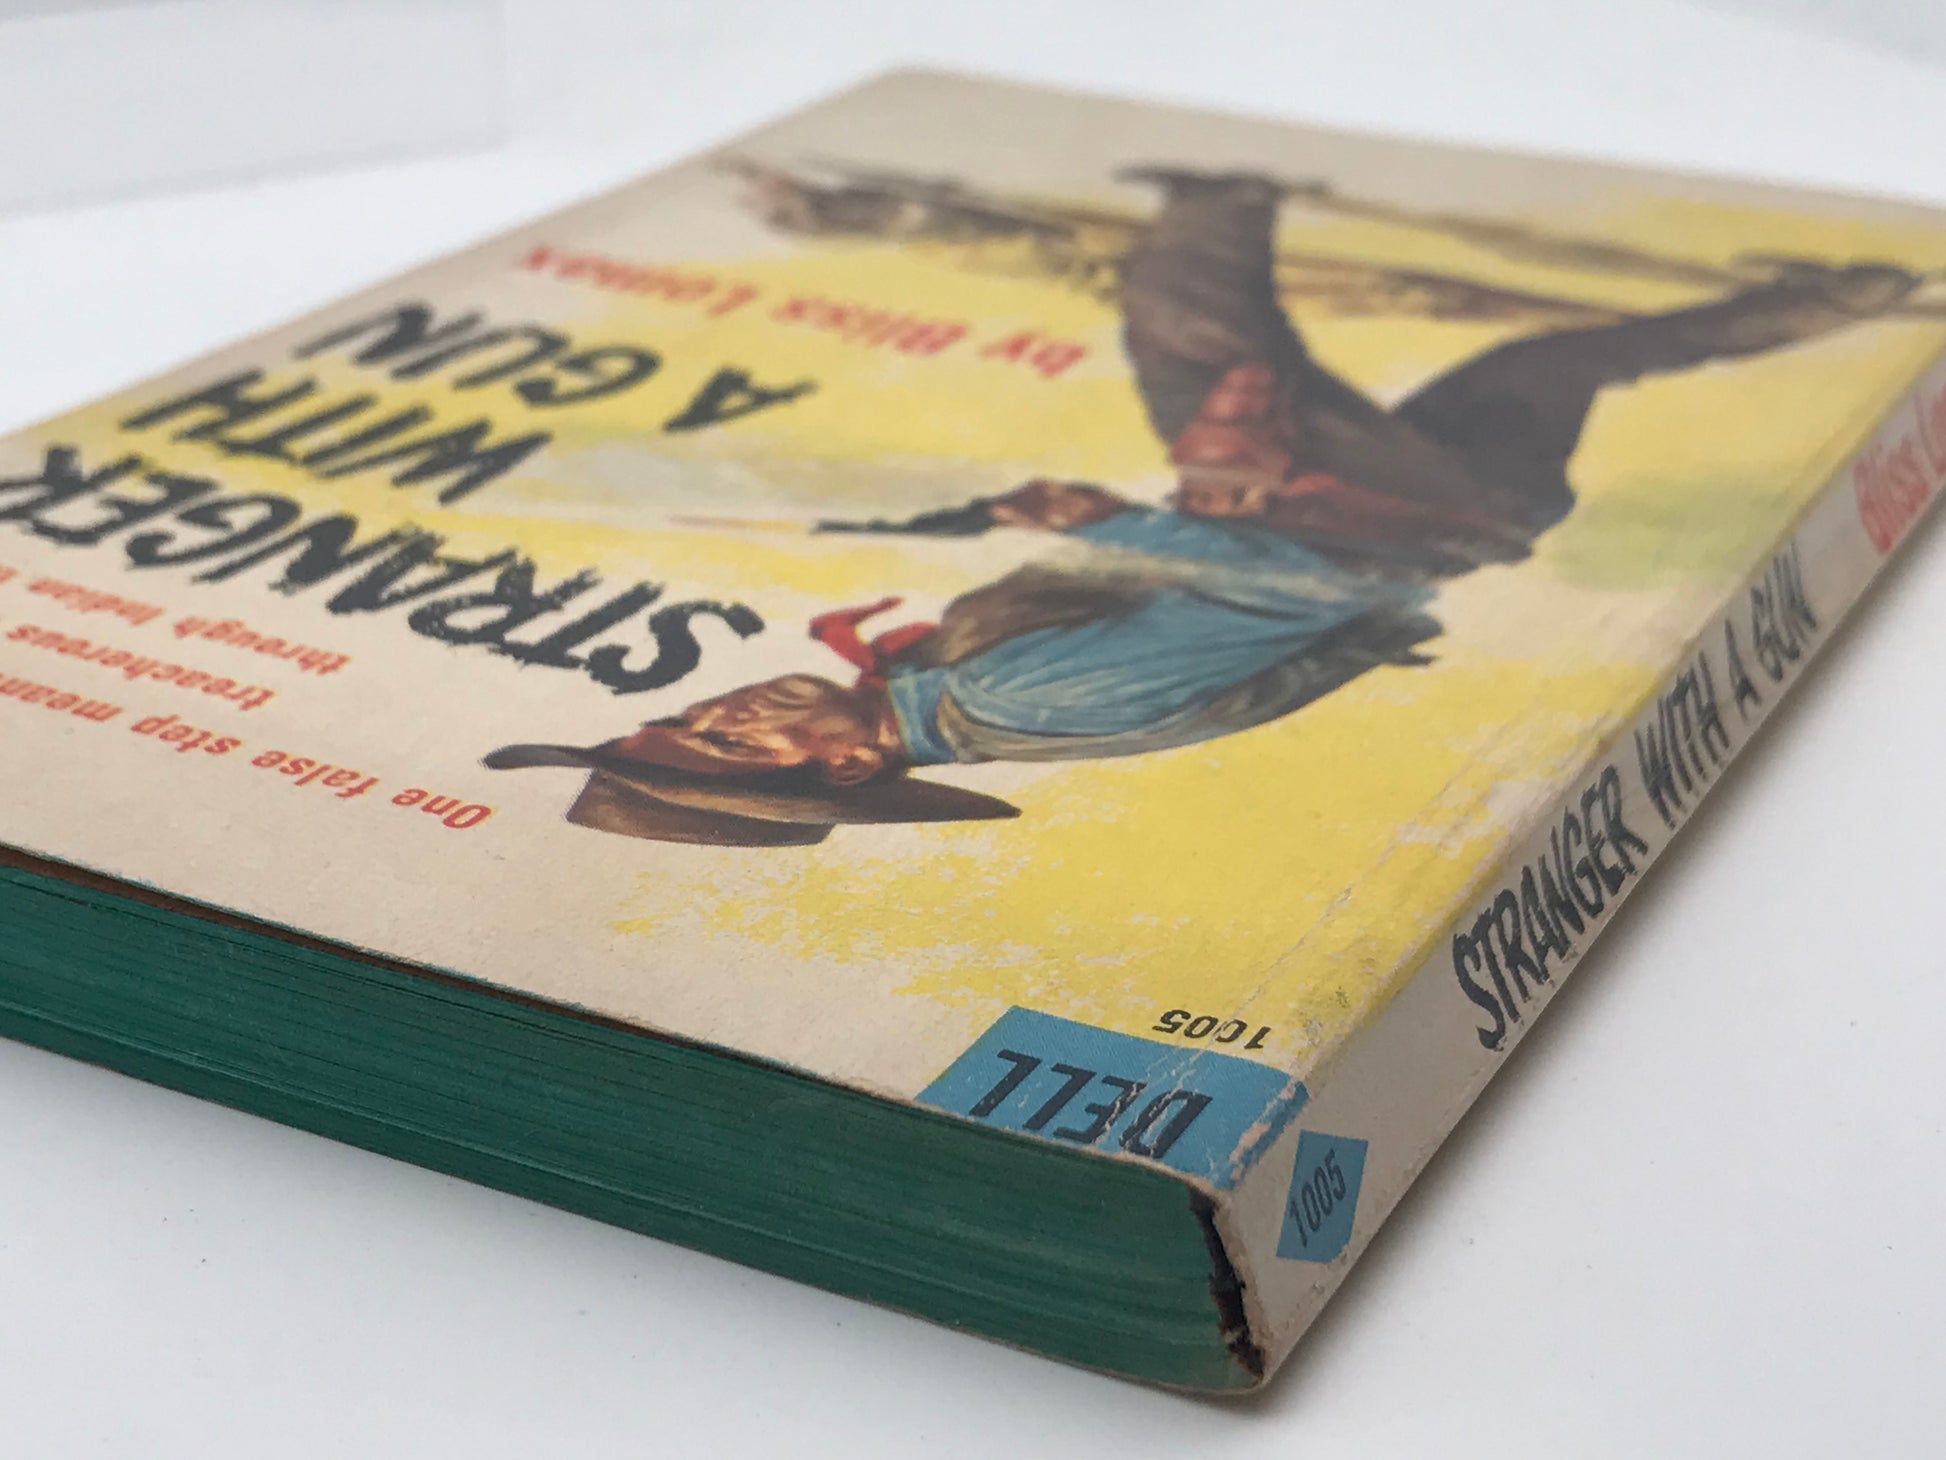 DELL
1005
One false step mean
treacherous
through Indian
STRANGER
WITH
A GUN
by Bliss Lomax
1005
STRANGER WITH A GUN
Bliss